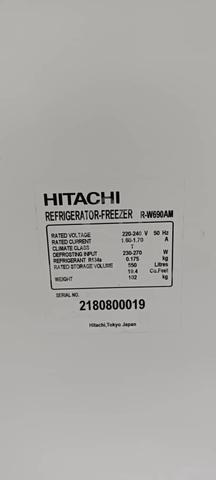 HITACHI
REFRIGERATOR-FREEZER R-W690AM
RATED VOLTAGE 220-240 V 50 Hz
RATED CURRENT 1.60-1.70 A
CLIMATE CLASS T
DEFROSTING INPUT 230-270 W
REFRIGERANT R134a 0.175 kg
RATED STORAGE VOLUME 550 Litres
19.4 Cu.Feet
WEIGHT 102 kg
SERIAL NO.
2180800019
Hitachi,Tokyo Japan